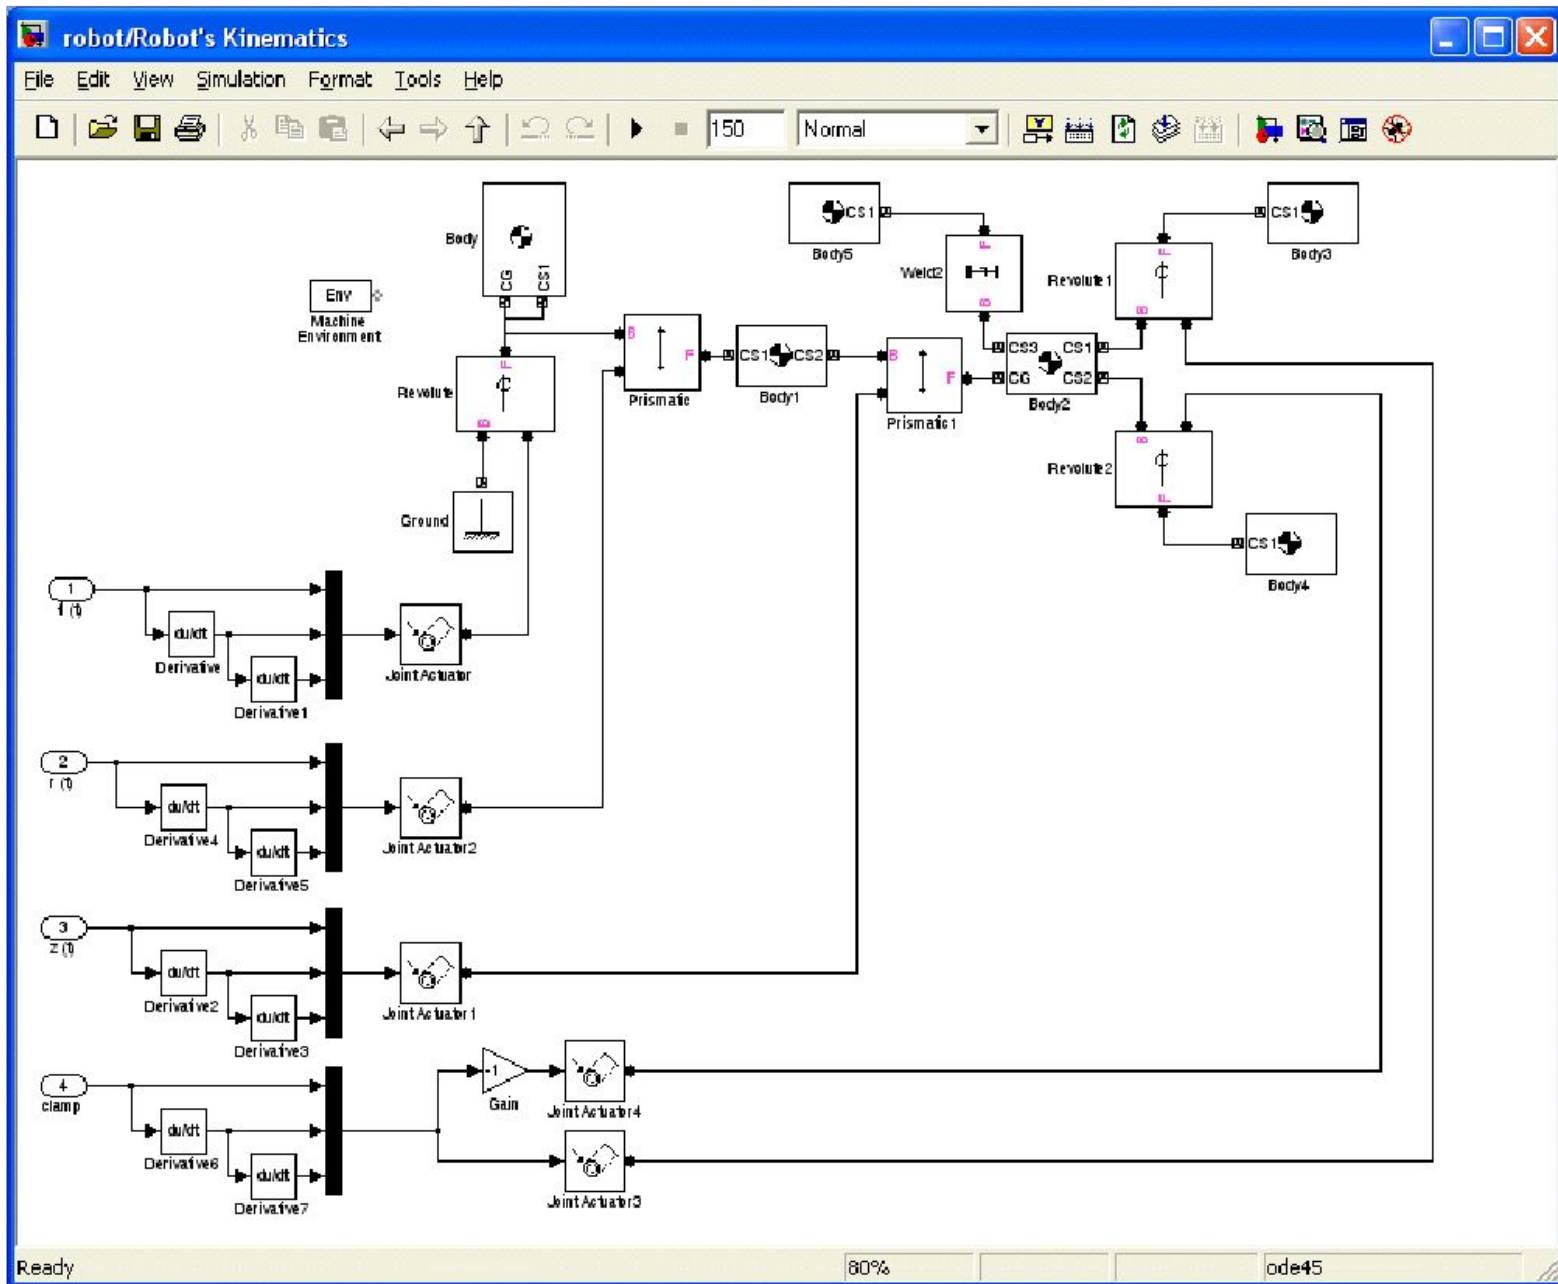 robot/Robot's Kinematics
File Edit View Simulation Format Tools Help
150 Normal
Body
CG
CS1
Env
Machine
Environment
F
Revolute
B
Ground
B
F
Prismatic
CS1 CS2
Body1
B
F
Prismatic1
CS1
Body5
F
Weld2
B
CS3 CS1
CG CS2
Body2
F
Revolute1
B
CS1
Body3
B
Revolute2
F
CS1
Body4
1
f (t)
du/dt
Derivative
du/dt
Derivative1
Joint Actuator
2
r (t)
du/dt
Derivative4
du/dt
Derivative5
Joint Actuator2
3
z (t)
du/dt
Derivative2
du/dt
Derivative3
Joint Actuator1
4
clamp
du/dt
Derivative6
du/dt
Derivative7
-1
Gain
Joint Actuator4
Joint Actuator3
Ready 80% ode45